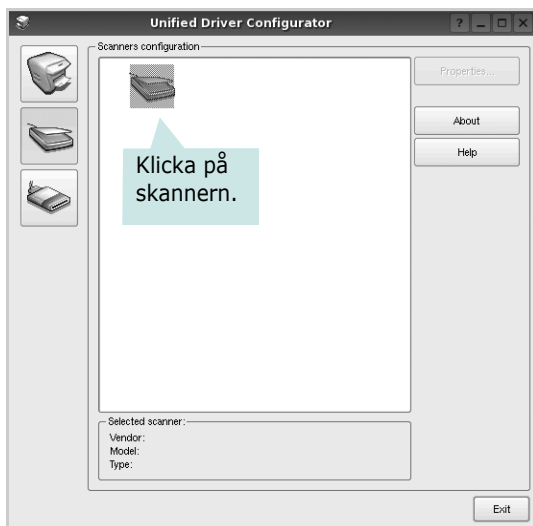 Unified Driver Configurator
Scanners configuration
Properties...
About
Help
Klicka på
skannern.
Selected scanner:
Vendor:
Model:
Type:
Exit